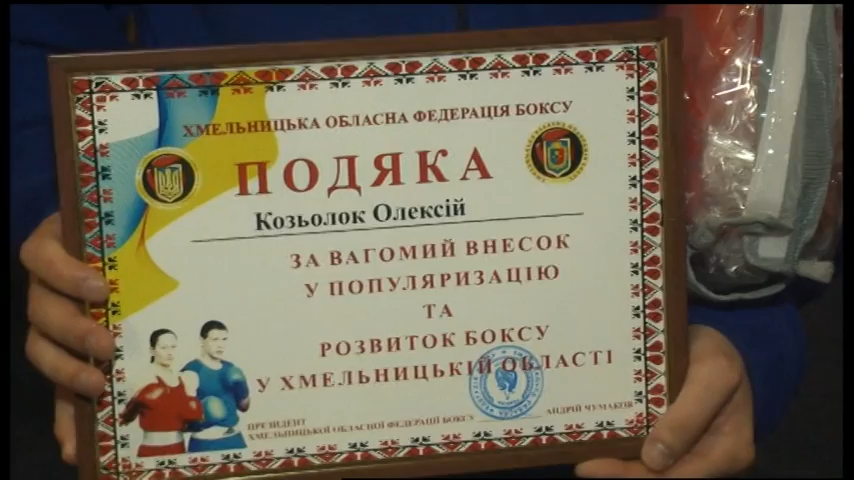 ХМЕЛЬНИЦЬКА ОБЛАСНА ФЕДЕРАЦІЯ БОКСУ
ПОДЯКА
Козьолок Олексій
ЗА ВАГОМИЙ ВНЕСОК
У ПОПУЛЯРИЗАЦІЮ
ТА
РОЗВИТОК БОКСУ
У ХМЕЛЬНИЦЬКІЙ ОБЛАСТІ
ПРЕЗИДЕНТ
ХМЕЛЬНИЦЬКОЇ ОБЛАСНОЇ ФЕДЕРАЦІЇ БОКСУ АНДРІЙ ЧУМАКОВ